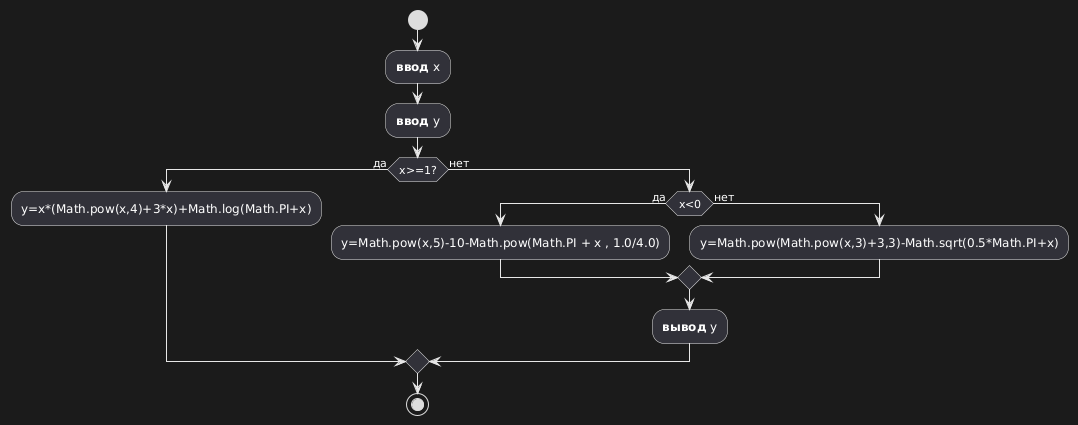 ввод x
ввод y
x>=1?
да
нет
y=x*(Math.pow(x,4)+3*x)+Math.log(Math.PI+x)
x<0
да
нет
y=Math.pow(x,5)-10-Math.pow(Math.PI + x , 1.0/4.0)
y=Math.pow(Math.pow(x,3)+3,3)-Math.sqrt(0.5*Math.PI+x)
вывод y